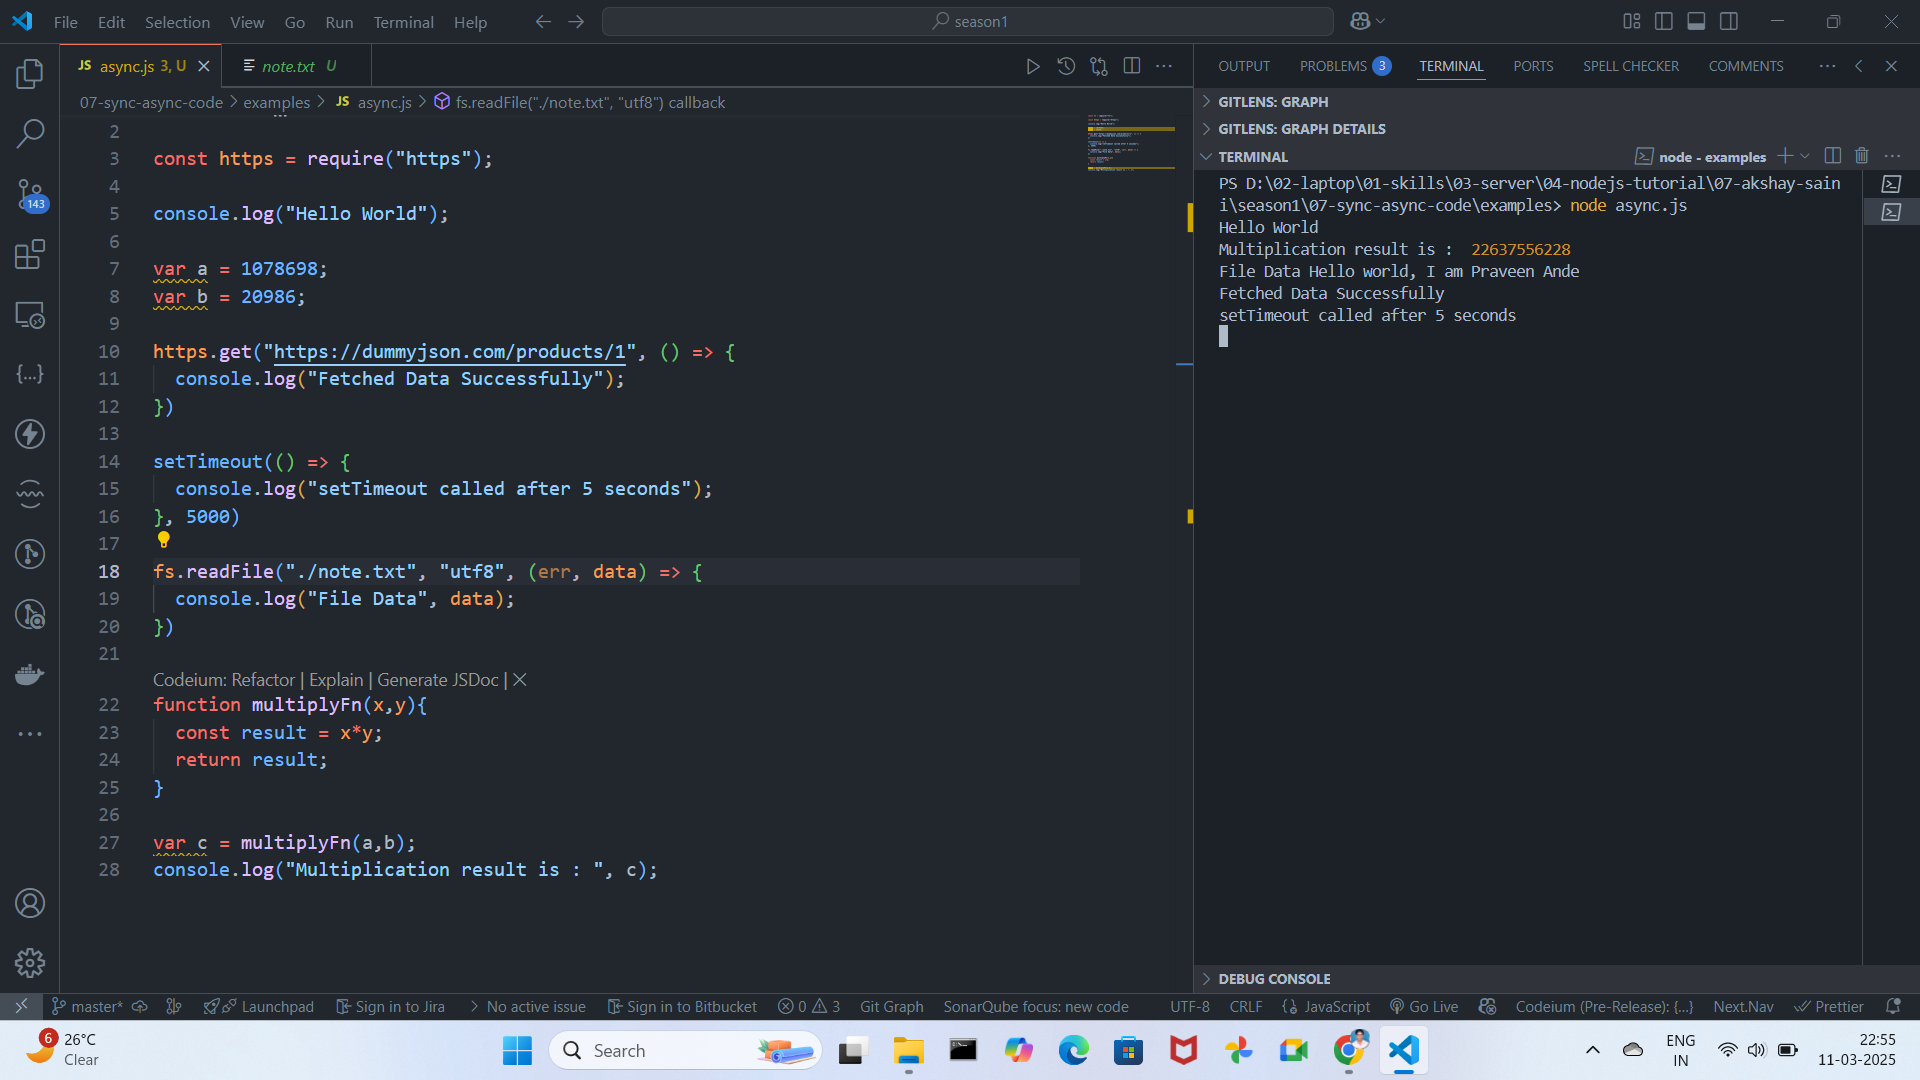 File Edit Selection View Go Run Terminal Help
season1
JS async.js 3, U
note.txt U
07-sync-async-code > examples > JS async.js > fs.readFile("./note.txt", "utf8") callback
2
3 const https = require("https");
4
5 console.log("Hello World");
6
7 var a = 1078698;
8 var b = 20986;
9
10 https.get("https://dummyjson.com/products/1", () => {
11 console.log("Fetched Data Successfully");
12 })
13
14 setTimeout(() => {
15 console.log("setTimeout called after 5 seconds");
16 }, 5000)
17
18 fs.readFile("./note.txt", "utf8", (err, data) => {
19 console.log("File Data", data);
20 })
21
Codeium: Refactor | Explain | Generate JSDoc | X
22 function multiplyFn(x,y){
23 const result = x*y;
24 return result;
25 }
26
27 var c = multiplyFn(a,b);
28 console.log("Multiplication result is : ", c);
143
OUTPUT PROBLEMS 3 TERMINAL PORTS SPELL CHECKER COMMENTS
GITLENS: GRAPH
GITLENS: GRAPH DETAILS
TERMINAL
node - examples
PS D:\02-laptop\01-skills\03-server\04-nodejs-tutorial\07-akshay-sain
i\season1\07-sync-async-code\examples> node async.js
Hello World
Multiplication result is :  22637556228
File Data Hello world, I am Praveen Ande
Fetched Data Successfully
setTimeout called after 5 seconds
DEBUG CONSOLE
master* Launchpad Sign in to Jira No active issue Sign in to Bitbucket 0 3 Git Graph SonarQube focus: new code UTF-8 CRLF {} JavaScript Go Live Codeium (Pre-Release): {...} Next.Nav Prettier
6
26°C
Clear
Search
ENG
IN
22:55
11-03-2025